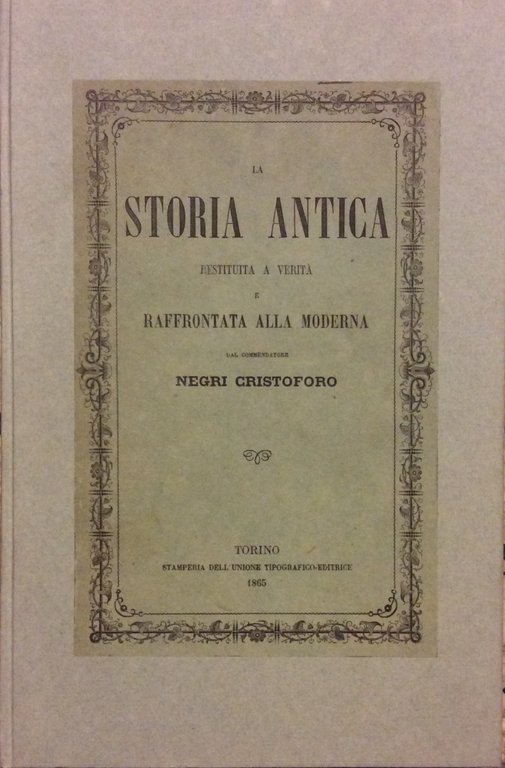 LA
STORIA ANTICA
RESTITUITA A VERITÀ
E
RAFFRONTATA ALLA MODERNA
DAL COMMENDATORE
NEGRI CRISTOFORO
TORINO
STAMPERIA DELL'UNIONE TIPOGRAFICO-EDITRICE
1865